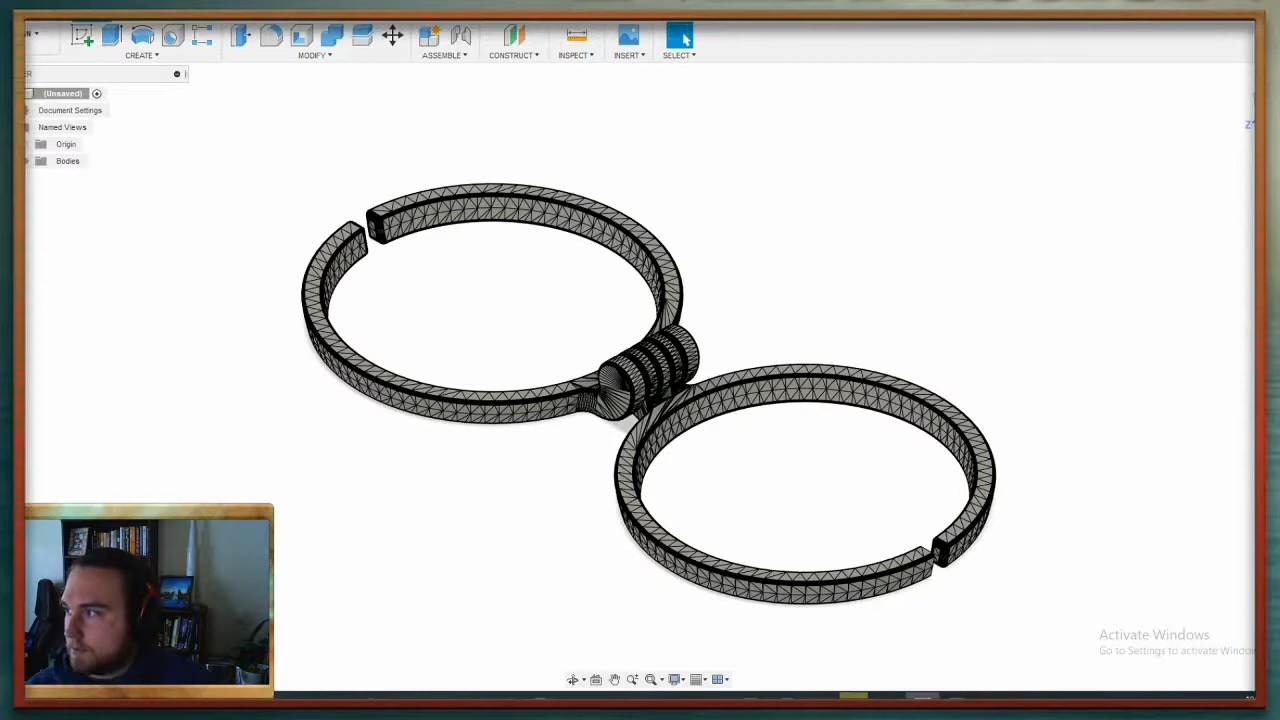 CREATE
MODIFY
ASSEMBLE
CONSTRUCT
INSPECT
INSERT
SELECT
(Unsaved)
Document Settings
Named Views
Origin
Bodies
Z
Activate Windows
Go to Settings to activate Windo